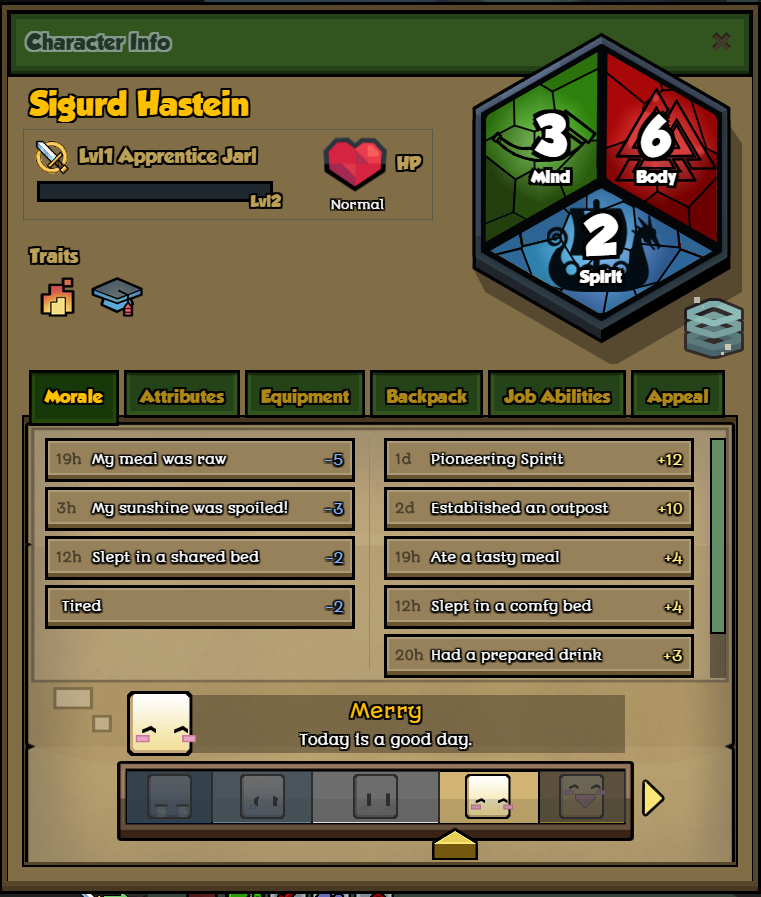 Character Info
Sigurd Hastein
Lvl1 Apprentice Jarl
Lvl2
HP
Normal
3
Mind
6
Body
2
Spirit
Traits
Morale
Attributes
Equipment
Backpack
Job Abilities
Appeal
19h My meal was raw -5
3h My sunshine was spoiled! -3
12h Slept in a shared bed -2
Tired -2
1d Pioneering Spirit +12
2d Established an outpost +10
19h Ate a tasty meal +4
12h Slept in a comfy bed +4
20h Had a prepared drink +3
Merry
Today is a good day.